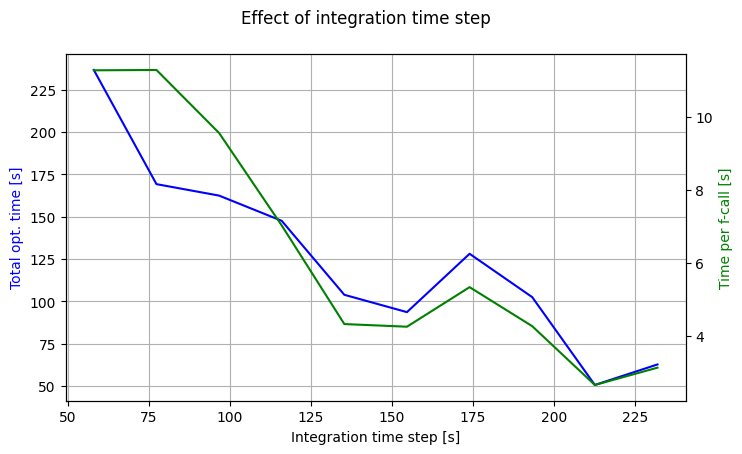 Effect of integration time step
225
200
175
150
125
100
75
50
Total opt. time [s]
10
8
6
4
Time per f-call [s]
50 75 100 125 150 175 200 225
Integration time step [s]